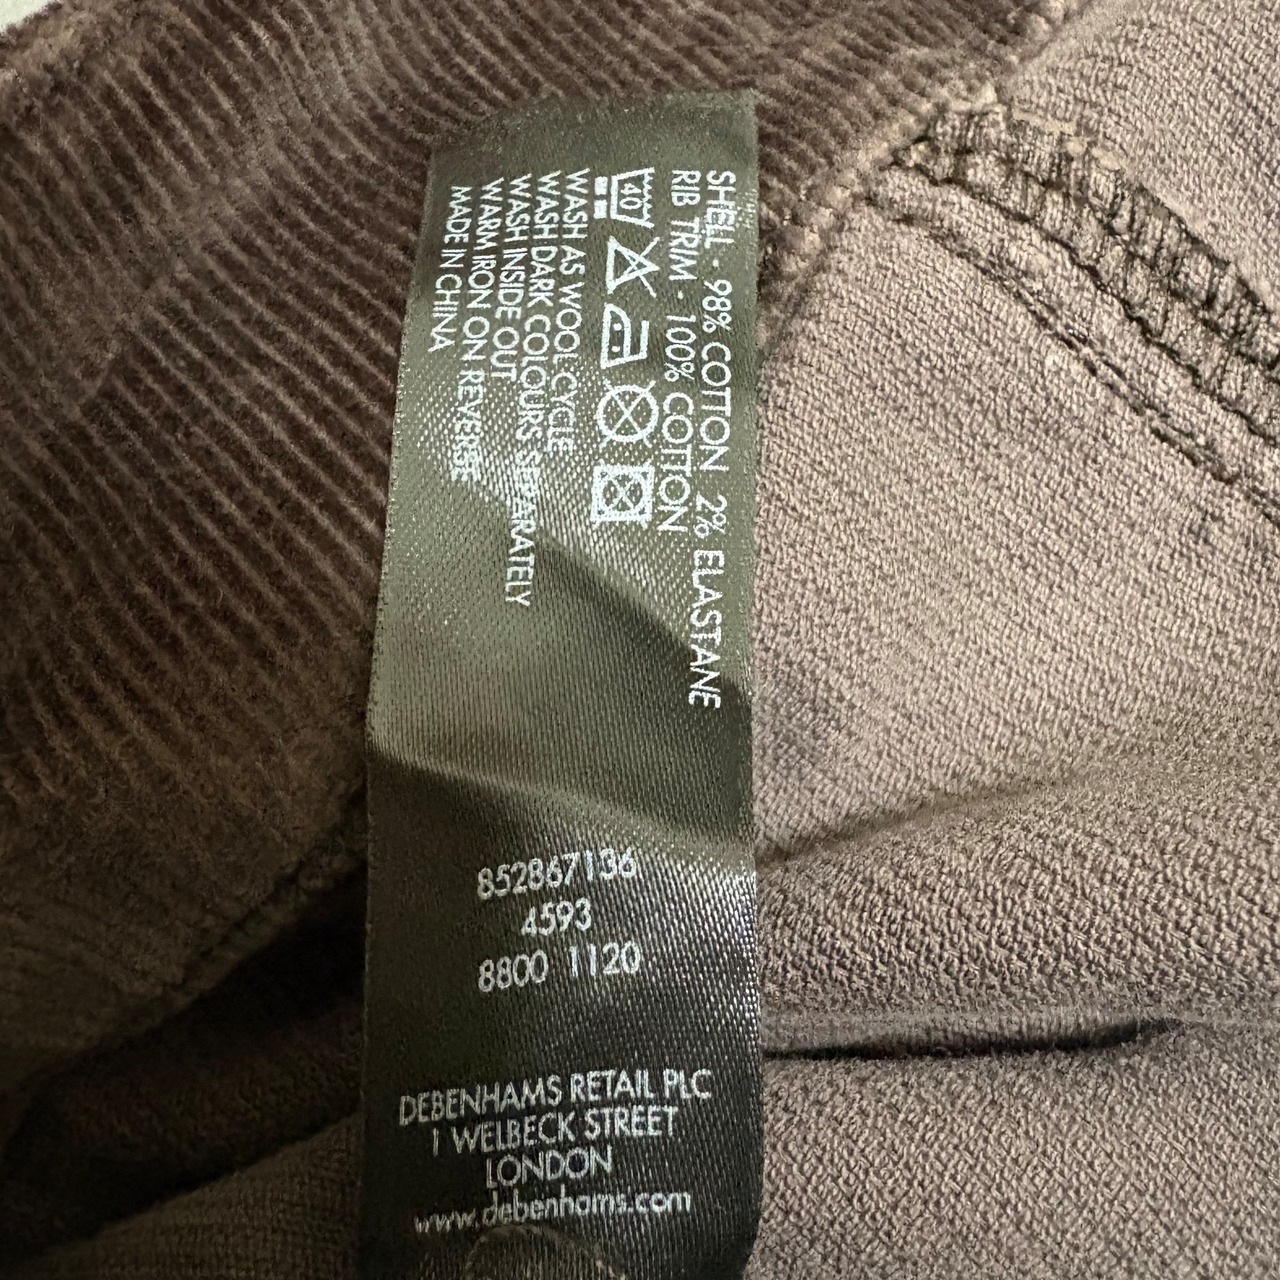 SHELL · 98% COTTON 2% ELASTANE
RIB TRIM · 100% COTTON
40
WASH AS WOOL CYCLE
WASH DARK COLOURS SEPARATELY
WASH INSIDE OUT
WARM IRON ON REVERSE
MADE IN CHINA
852867136
4593
8800 1120
DEBENHAMS RETAIL PLC
1 WELBECK STREET
LONDON
www.debenhams.com